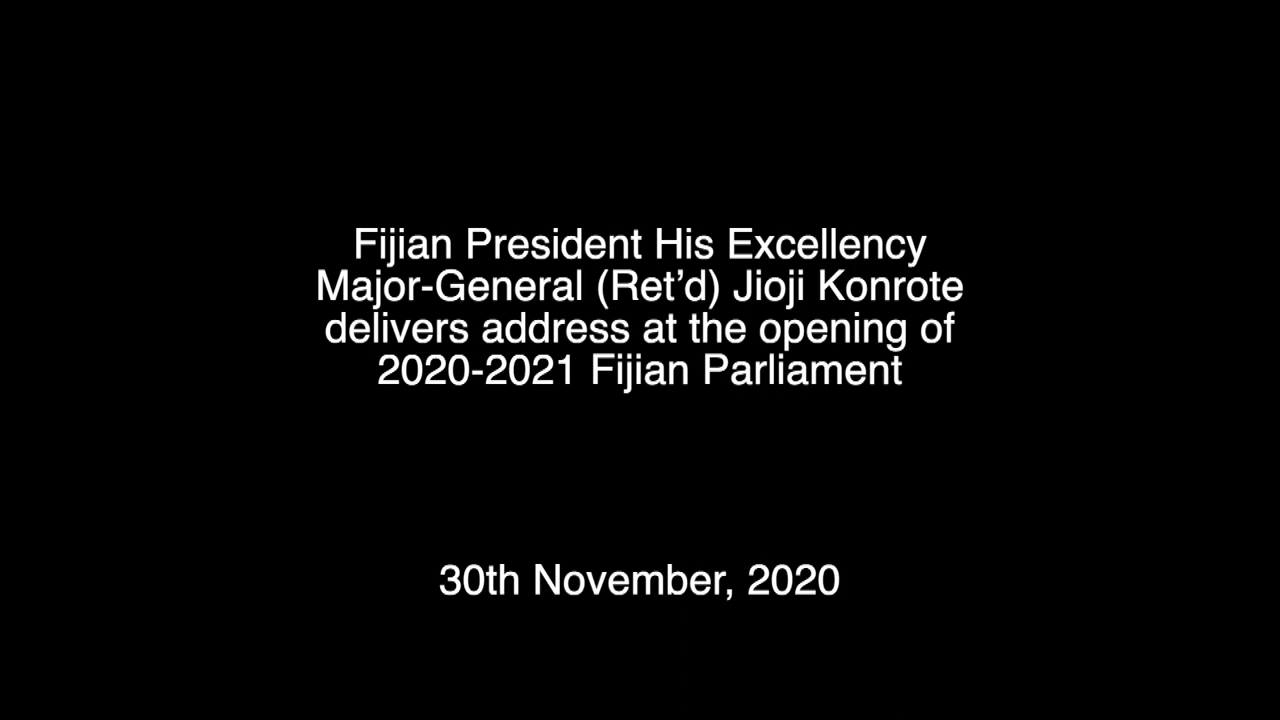 Fijian President His Excellency
Major-General (Ret’d) Jioji Konrote
delivers address at the opening of
2020-2021 Fijian Parliament
30th November, 2020